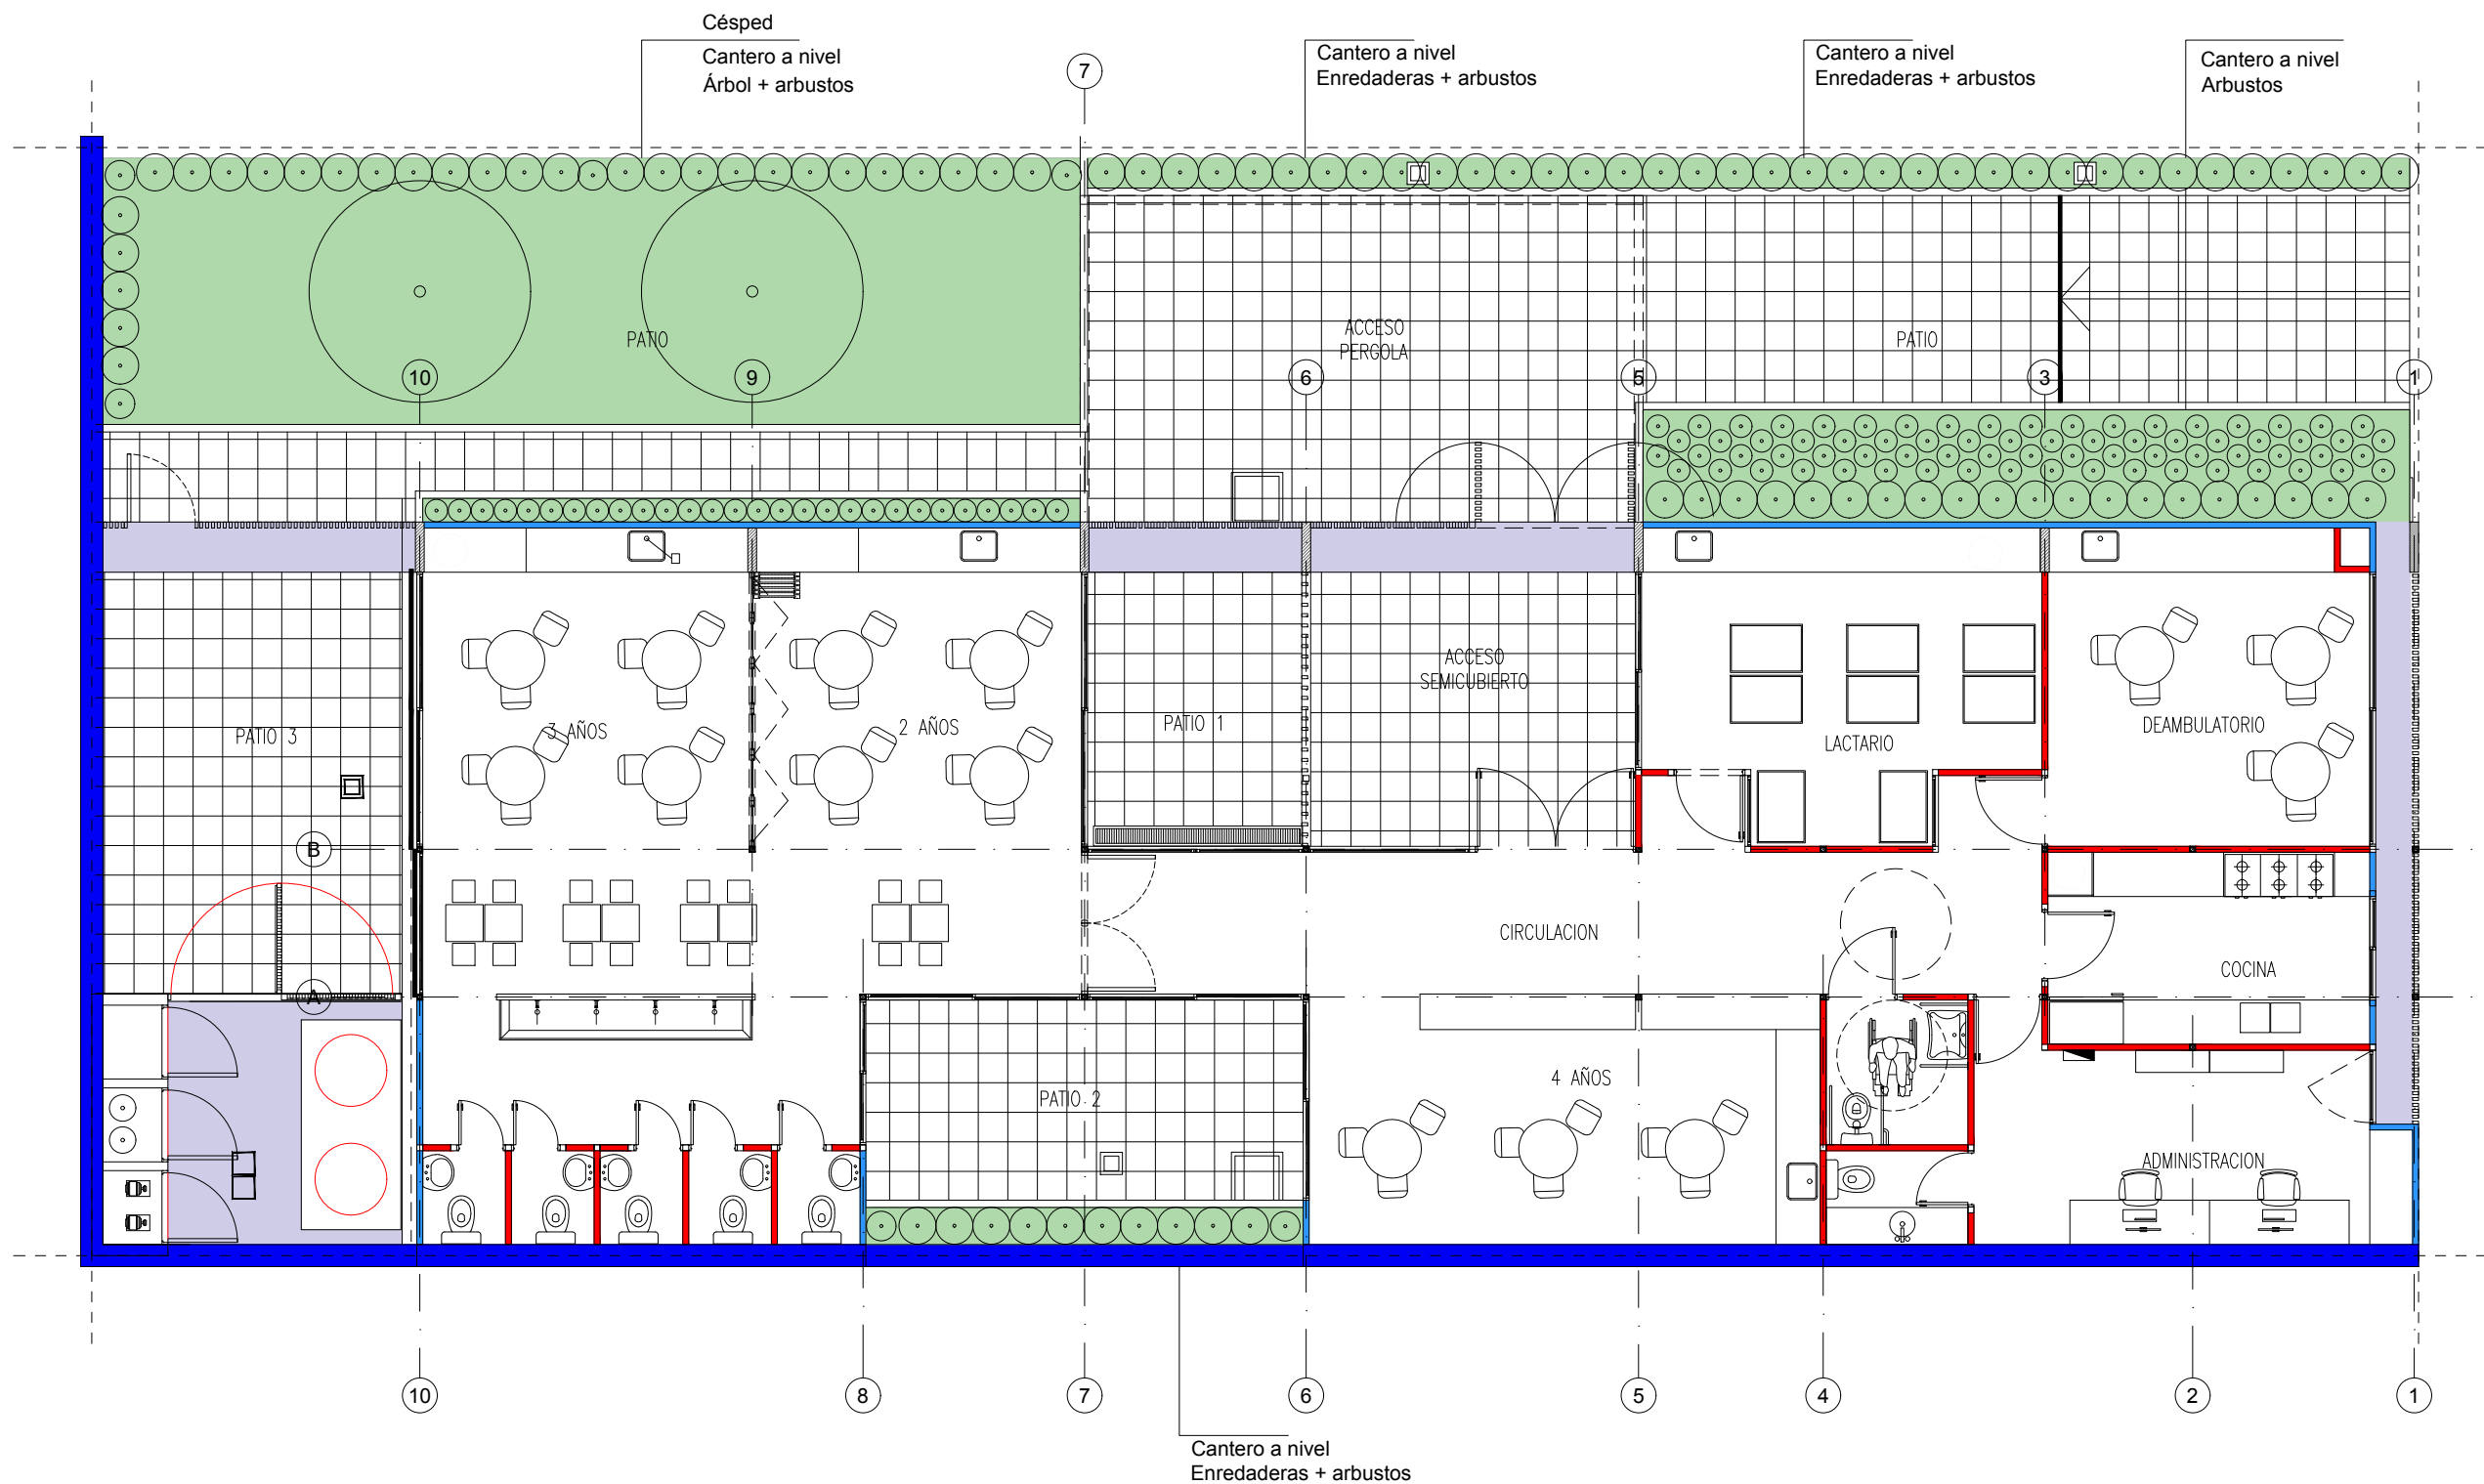 Césped
Cantero a nivel
Árbol + arbustos
Cantero a nivel
Enredaderas + arbustos
Cantero a nivel
Enredaderas + arbustos
Cantero a nivel
Arbustos
7
ACCESO
PERGOLA
PATIO
PATIO
10
9
6
5
3
1
PATIO 3
3 AÑOS
2 AÑOS
PATIO 1
ACCESO
SEMICUBIERTO
LACTARIO
DEAMBULATORIO
B
CIRCULACION
COCINA
A
PATIO 2
4 AÑOS
ADMINISTRACION
10
8
7
6
5
4
2
1
Cantero a nivel
Enredaderas + arbustos